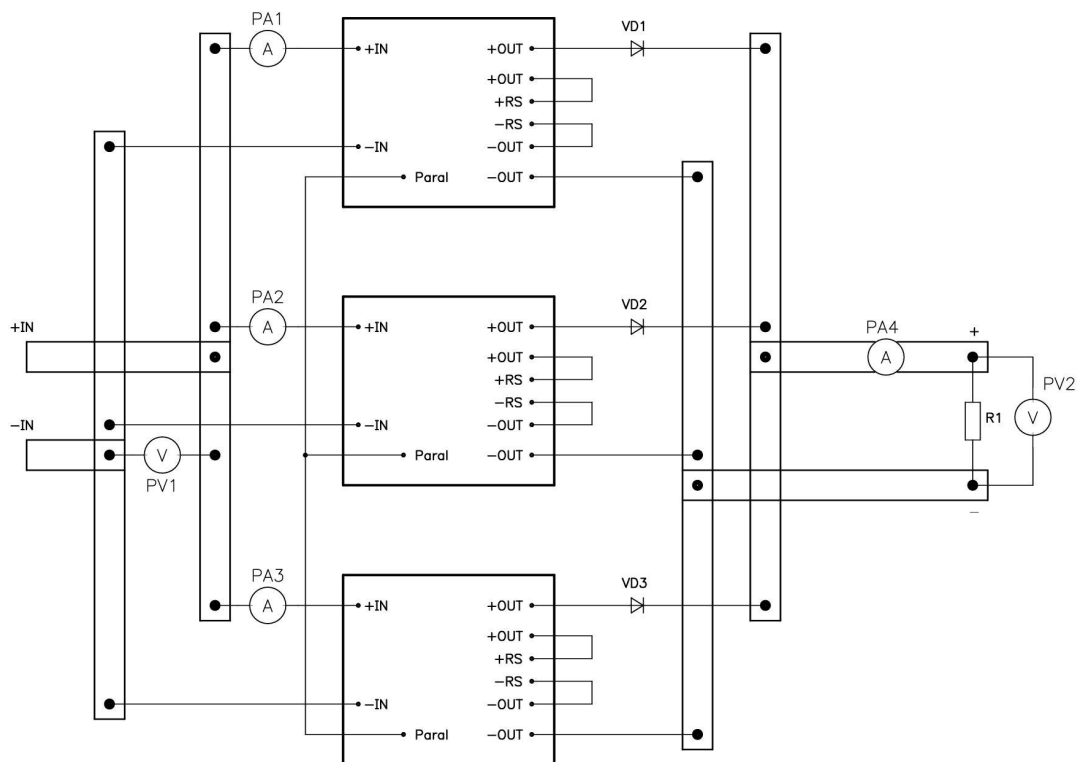 PA1
A
+IN
+OUT
VD1
+OUT
+RS
−RS
−IN
−OUT
Paral
−OUT
PA2
A
+IN
+OUT
VD2
+IN
+OUT
PA4
A
+
+RS
−RS
PV2
V
R1
−IN
−IN
−OUT
V
PV1
Paral
−OUT
−
PA3
A
+IN
+OUT
VD3
+OUT
+RS
−RS
−IN
−OUT
Paral
−OUT